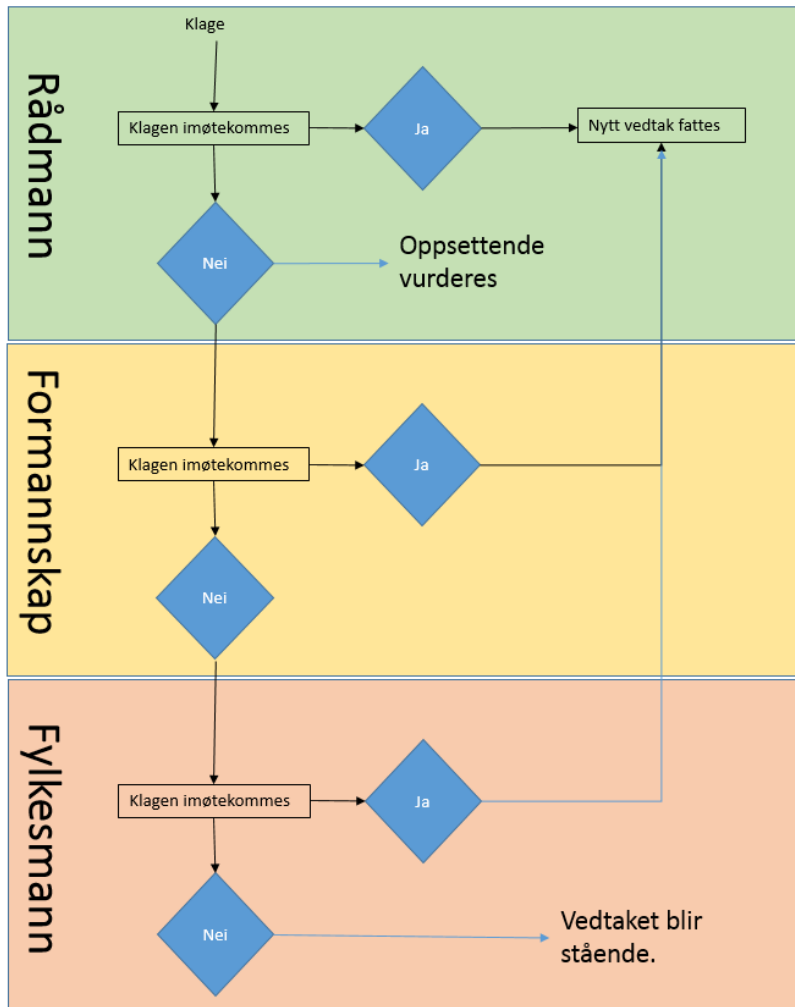 Rådmann
Klage
Klagen imøtekommes
Ja
Nytt vedtak fattes
Nei
Oppsettende
vurderes
Formannskap
Klagen imøtekommes
Ja
Nei
Fylkesmann
Klagen imøtekommes
Ja
Nei
Vedtaket blir
stående.